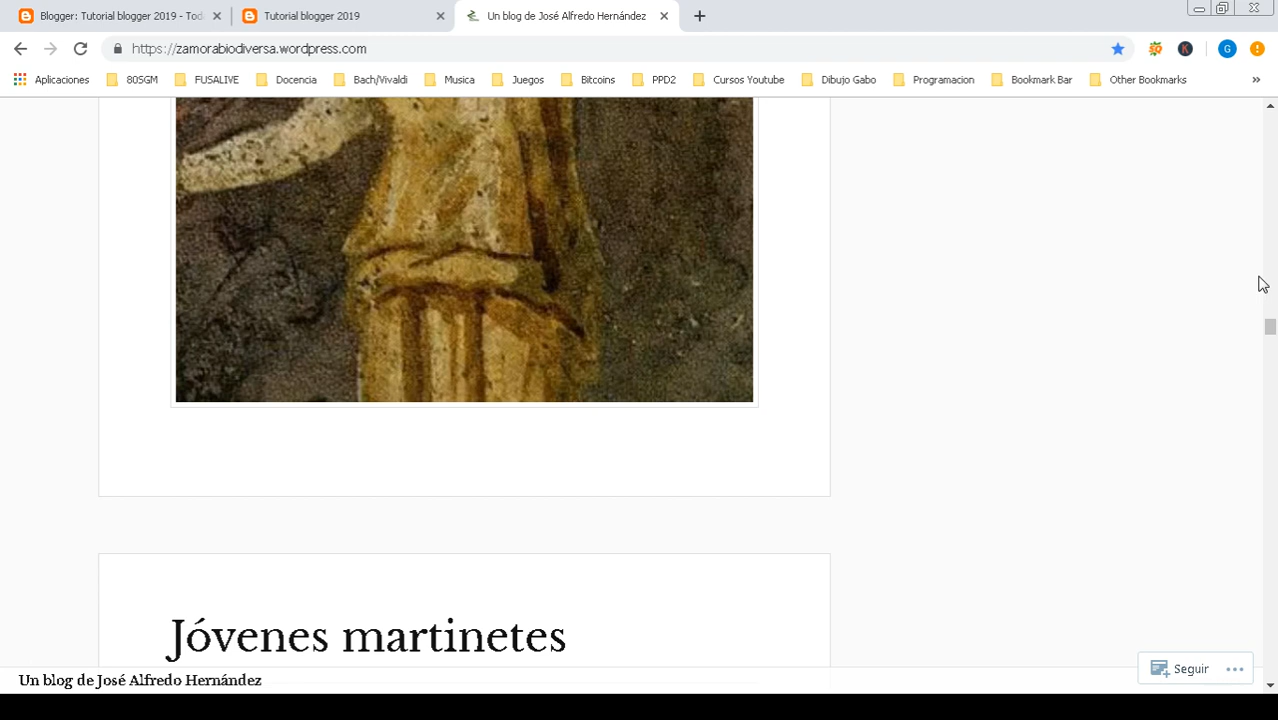 Blogger: Tutorial blogger 2019 - Tod
Tutorial blogger 2019
Un blog de José Alfredo Hernández
https://zamorabiodiversa.wordpress.com
Aplicaciones
80SGM
FUSALIVE
Docencia
Bach/Vivaldi
Musica
Juegos
Bitcoins
PPD2
Cursos Youtube
Dibujo Gabo
Programacion
Bookmark Bar
Other Bookmarks
Jóvenes martinetes
Un blog de José Alfredo Hernández
Seguir